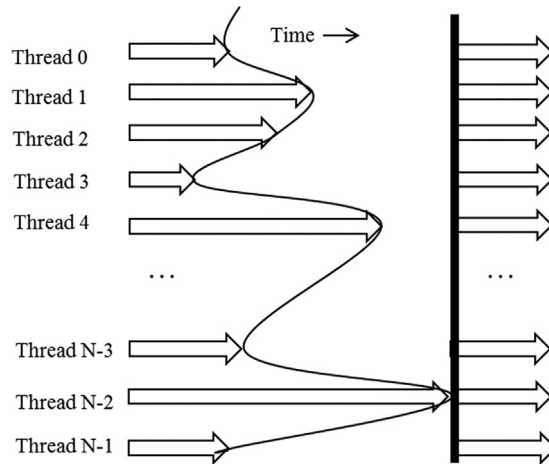 Time
Thread 0
Thread 1
Thread 2
Thread 3
Thread 4
... ...
Thread N-3
Thread N-2
Thread N-1